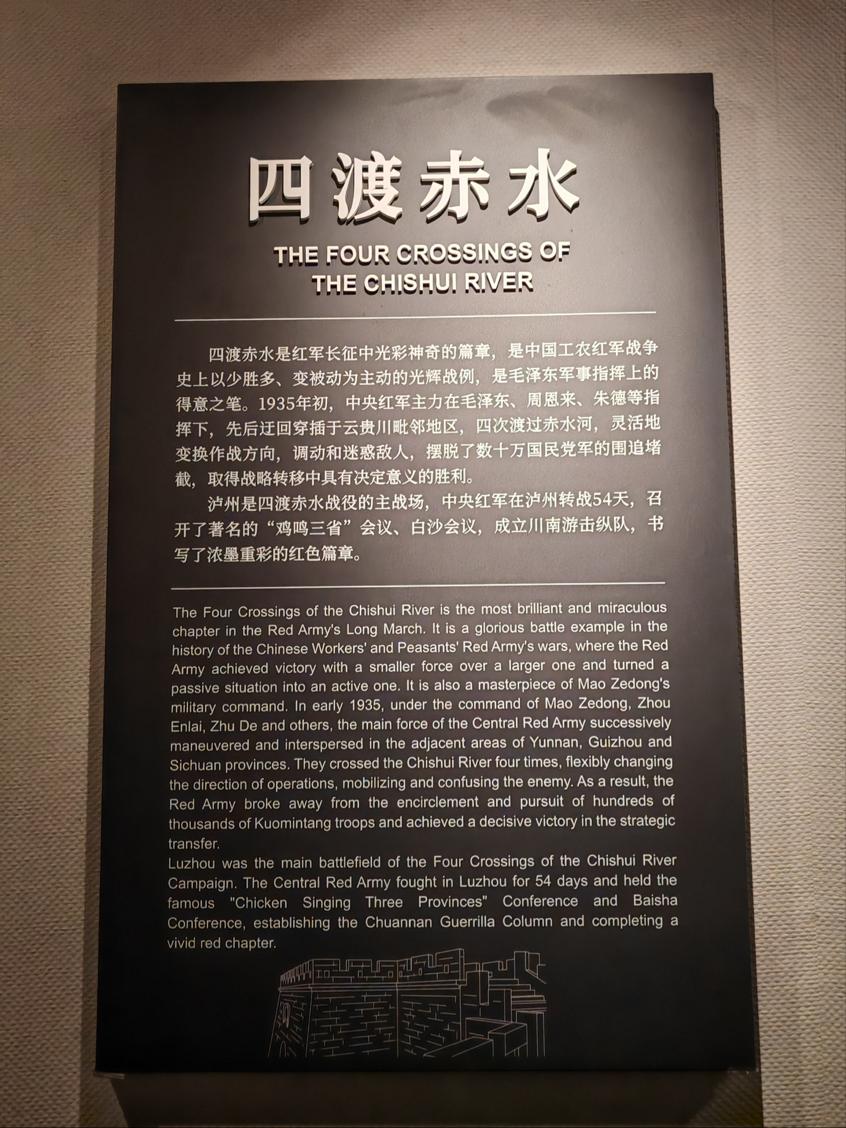 四渡赤水
THE FOUR CROSSINGS OF
THE CHISHUI RIVER
四渡赤水是红军长征中光彩神奇的篇章，是中国工农红军战争
史上以少胜多、变被动为主动的光辉战例，是毛泽东军事指挥上的
得意之笔。1935年初，中央红军主力在毛泽东、周恩来、朱德等指
挥下，先后迂回穿插于云贵川毗邻地区，四次渡过赤水河，灵活地
变换作战方向，调动和迷惑敌人，摆脱了数十万国民党军的围追堵
截，取得战略转移中具有决定意义的胜利。
泸州是四渡赤水战役的主战场，中央红军在泸州转战54天，召
开了著名的“鸡鸣三省”会议、白沙会议，成立川南游击纵队，书
写了浓墨重彩的红色篇章。
The Four Crossings of the Chishui River is the most brilliant and miraculous
chapter in the Red Army's Long March. It is a glorious battle example in the
history of the Chinese Workers' and Peasants' Red Army's wars, where the Red
Army achieved victory with a smaller force over a larger one and turned a
passive situation into an active one. It is also a masterpiece of Mao Zedong's
military command. In early 1935, under the command of Mao Zedong, Zhou
Enlai, Zhu De and others, the main force of the Central Red Army successively
maneuvered and interspersed in the adjacent areas of Yunnan, Guizhou and
Sichuan provinces. They crossed the Chishui River four times, flexibly changing
the direction of operations, mobilizing and confusing the enemy. As a result, the
Red Army broke away from the encirclement and pursuit of hundreds of
thousands of Kuomintang troops and achieved a decisive victory in the strategic
transfer.
Luzhou was the main battlefield of the Four Crossings of the Chishui River
Campaign. The Central Red Army fought in Luzhou for 54 days and held the
famous "Chicken Singing Three Provinces" Conference and Baisha
Conference, establishing the Chuannan Guerrilla Column and completing a
vivid red chapter.